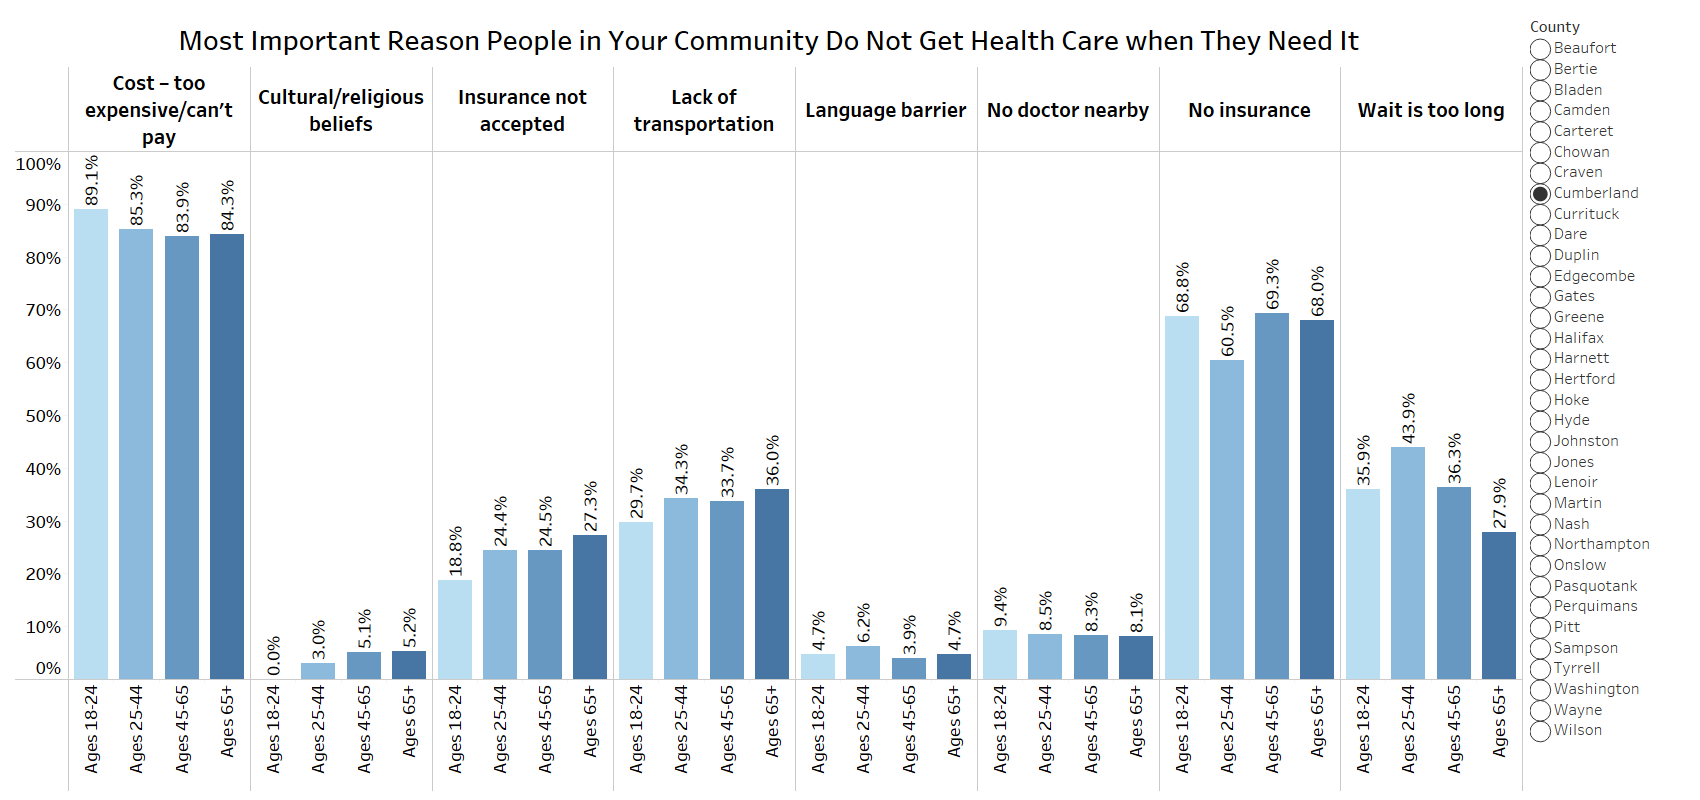 Most Important Reason People in Your Community Do Not Get Health Care when They Need It
Cost – too
expensive/can't
pay
Cultural/religious
beliefs
Insurance not
accepted
Lack of
transportation
Language barrier
No doctor nearby
No insurance
Wait is too long
100%
90%
80%
70%
60%
50%
40%
30%
20%
10%
0%
89.1%
85.3%
83.9%
84.3%
0.0%
3.0%
5.1%
5.2%
18.8%
24.4%
24.5%
27.3%
29.7%
34.3%
33.7%
36.0%
4.7%
6.2%
3.9%
4.7%
9.4%
8.5%
8.3%
8.1%
68.8%
60.5%
69.3%
68.0%
35.9%
43.9%
36.3%
27.9%
Ages 18-24
Ages 25-44
Ages 45-65
Ages 65+
Ages 18-24
Ages 25-44
Ages 45-65
Ages 65+
Ages 18-24
Ages 25-44
Ages 45-65
Ages 65+
Ages 18-24
Ages 25-44
Ages 45-65
Ages 65+
Ages 18-24
Ages 25-44
Ages 45-65
Ages 65+
Ages 18-24
Ages 25-44
Ages 45-65
Ages 65+
Ages 18-24
Ages 25-44
Ages 45-65
Ages 65+
Ages 18-24
Ages 25-44
Ages 45-65
Ages 65+
County
Beaufort
Bertie
Bladen
Camden
Carteret
Chowan
Craven
Cumberland
Currituck
Dare
Duplin
Edgecombe
Gates
Greene
Halifax
Harnett
Hertford
Hoke
Hyde
Johnston
Jones
Lenoir
Martin
Nash
Northampton
Onslow
Pasquotank
Perquimans
Pitt
Sampson
Tyrrell
Washington
Wayne
Wilson